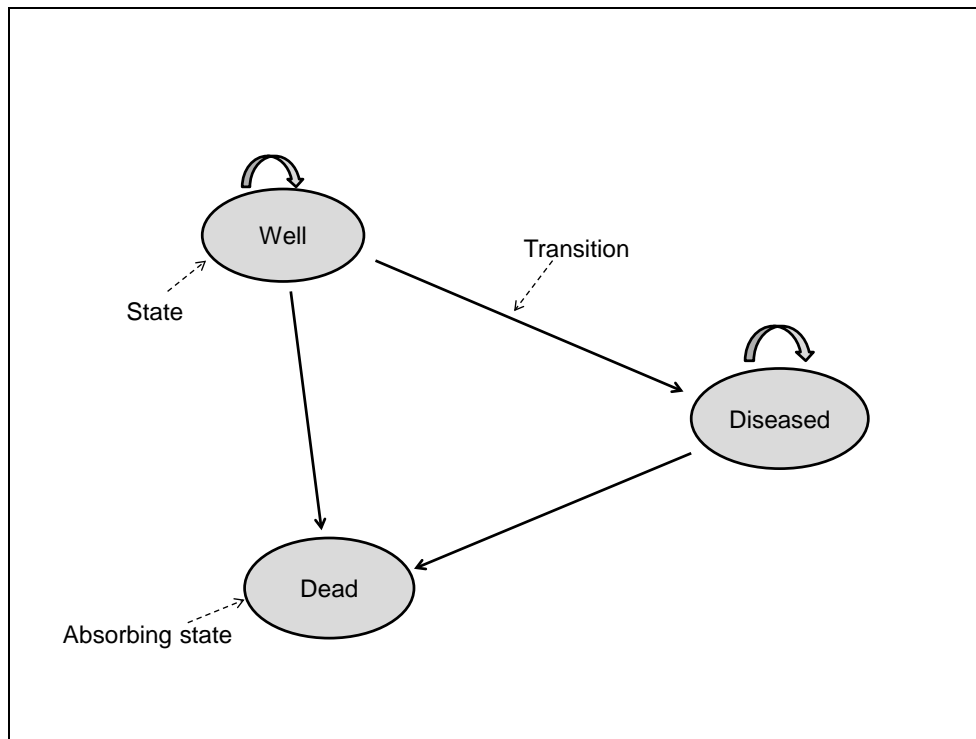 Well
Transition
State
Diseased
Dead
Absorbing state